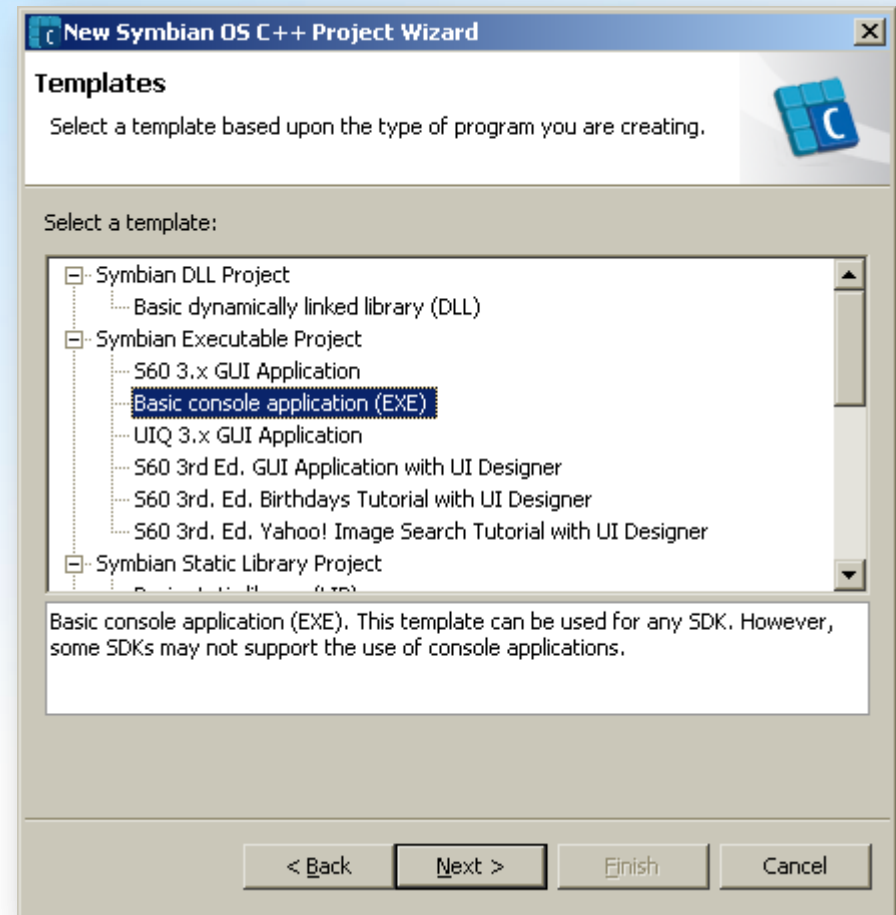 New Symbian OS C++ Project Wizard
Templates
Select a template based upon the type of program you are creating.
C
Select a template:
Symbian DLL Project
Basic dynamically linked library (DLL)
Symbian Executable Project
S60 3.x GUI Application
Basic console application (EXE)
UIQ 3.x GUI Application
S60 3rd Ed. GUI Application with UI Designer
S60 3rd. Ed. Birthdays Tutorial with UI Designer
S60 3rd. Ed. Yahoo! Image Search Tutorial with UI Designer
Symbian Static Library Project
Basic console application (EXE). This template can be used for any SDK. However,
some SDKs may not support the use of console applications.
< Back Next > Finish Cancel